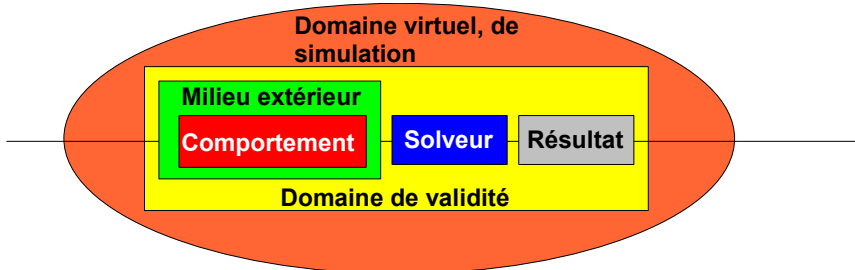 Domaine virtuel, de
simulation
Milieu extérieur
Comportement
Solveur
Résultat
Domaine de validité